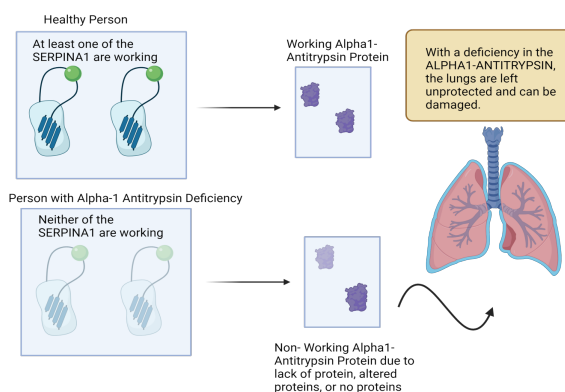 Healthy Person
At least one of the
SERPINA1 are working
Working Alpha1-
Antitrypsin Protein
With a deficiency in the
ALPHA1-ANTITRYPSIN,
the lungs are left
unprotected and can be
damaged.
Person with Alpha-1 Antitrypsin Deficiency
Neither of the
SERPINA1 are working
Non- Working Alpha1-
Antitrypsin Protein due to
lack of protein, altered
proteins, or no proteins